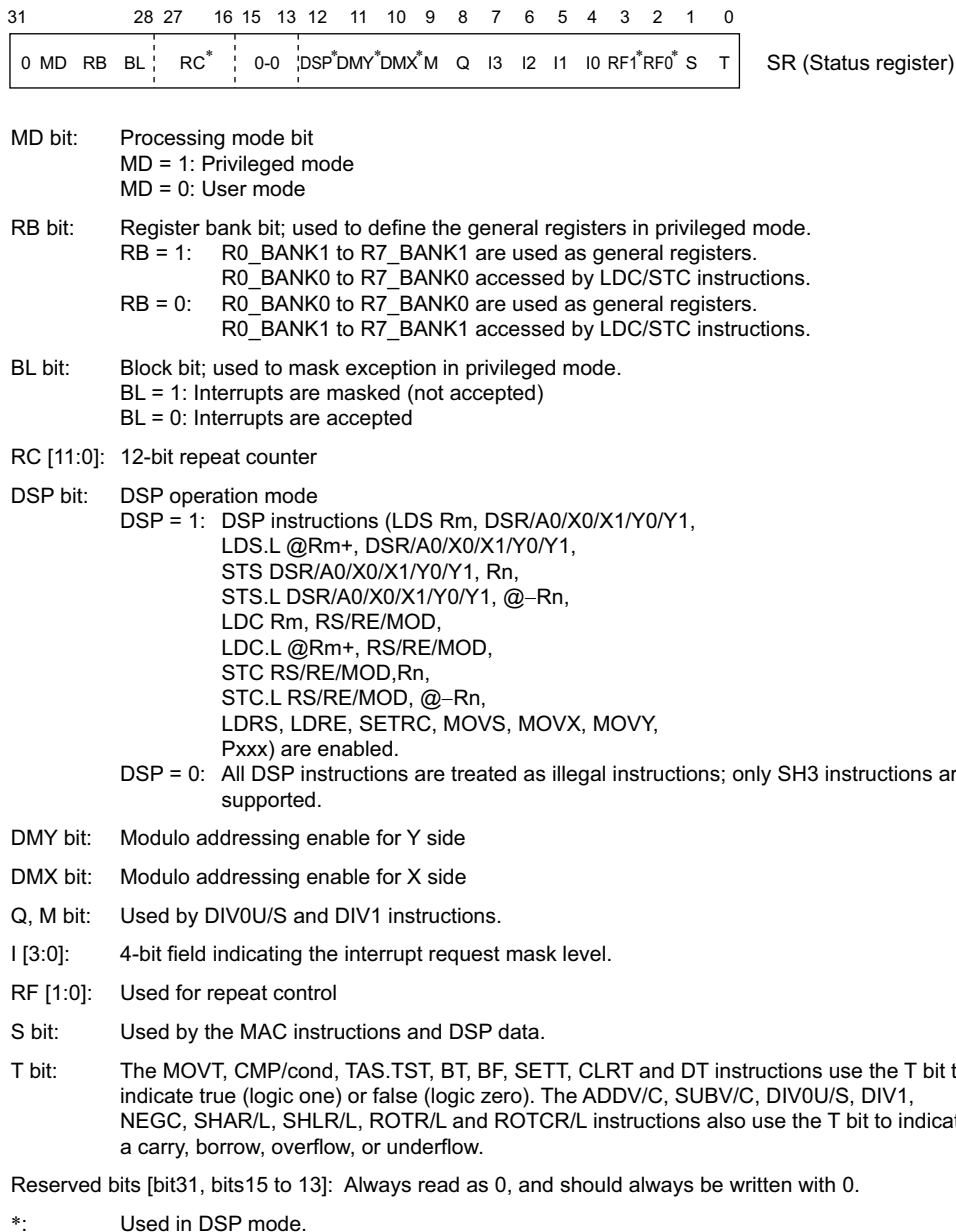 31 28 27 16 15 13 12 11 10 9 8 7 6 5 4 3 2 1 0
0 MD RB BL RC* 0-0 DSP* DMY* DMX* M Q I3 I2 I1 I0 RF1* RF0* S T SR (Status register)
MD bit: Processing mode bit
MD = 1: Privileged mode
MD = 0: User mode
RB bit: Register bank bit; used to define the general registers in privileged mode.
RB = 1: R0_BANK1 to R7_BANK1 are used as general registers.
R0_BANK0 to R7_BANK0 accessed by LDC/STC instructions.
RB = 0: R0_BANK0 to R7_BANK0 are used as general registers.
R0_BANK1 to R7_BANK1 accessed by LDC/STC instructions.
BL bit: Block bit; used to mask exception in privileged mode.
BL = 1: Interrupts are masked (not accepted)
BL = 0: Interrupts are accepted
RC [11:0]: 12-bit repeat counter
DSP bit: DSP operation mode
DSP = 1: DSP instructions (LDS Rm, DSR/A0/X0/X1/Y0/Y1,
LDS.L @Rm+, DSR/A0/X0/X1/Y0/Y1,
STS DSR/A0/X0/X1/Y0/Y1, Rn,
STS.L DSR/A0/X0/X1/Y0/Y1, @−Rn,
LDC Rm, RS/RE/MOD,
LDC.L @Rm+, RS/RE/MOD,
STC RS/RE/MOD,Rn,
STC.L RS/RE/MOD, @−Rn,
LDRS, LDRE, SETRC, MOVS, MOVX, MOVY,
Pxxx) are enabled.
DSP = 0: All DSP instructions are treated as illegal instructions; only SH3 instructions ar
supported.
DMY bit: Modulo addressing enable for Y side
DMX bit: Modulo addressing enable for X side
Q, M bit: Used by DIV0U/S and DIV1 instructions.
I [3:0]: 4-bit field indicating the interrupt request mask level.
RF [1:0]: Used for repeat control
S bit: Used by the MAC instructions and DSP data.
T bit: The MOVT, CMP/cond, TAS.TST, BT, BF, SETT, CLRT and DT instructions use the T bit t
indicate true (logic one) or false (logic zero). The ADDV/C, SUBV/C, DIV0U/S, DIV1,
NEGC, SHAR/L, SHLR/L, ROTR/L and ROTCR/L instructions also use the T bit to indicat
a carry, borrow, overflow, or underflow.
Reserved bits [bit31, bits15 to 13]: Always read as 0, and should always be written with 0.
*: Used in DSP mode.